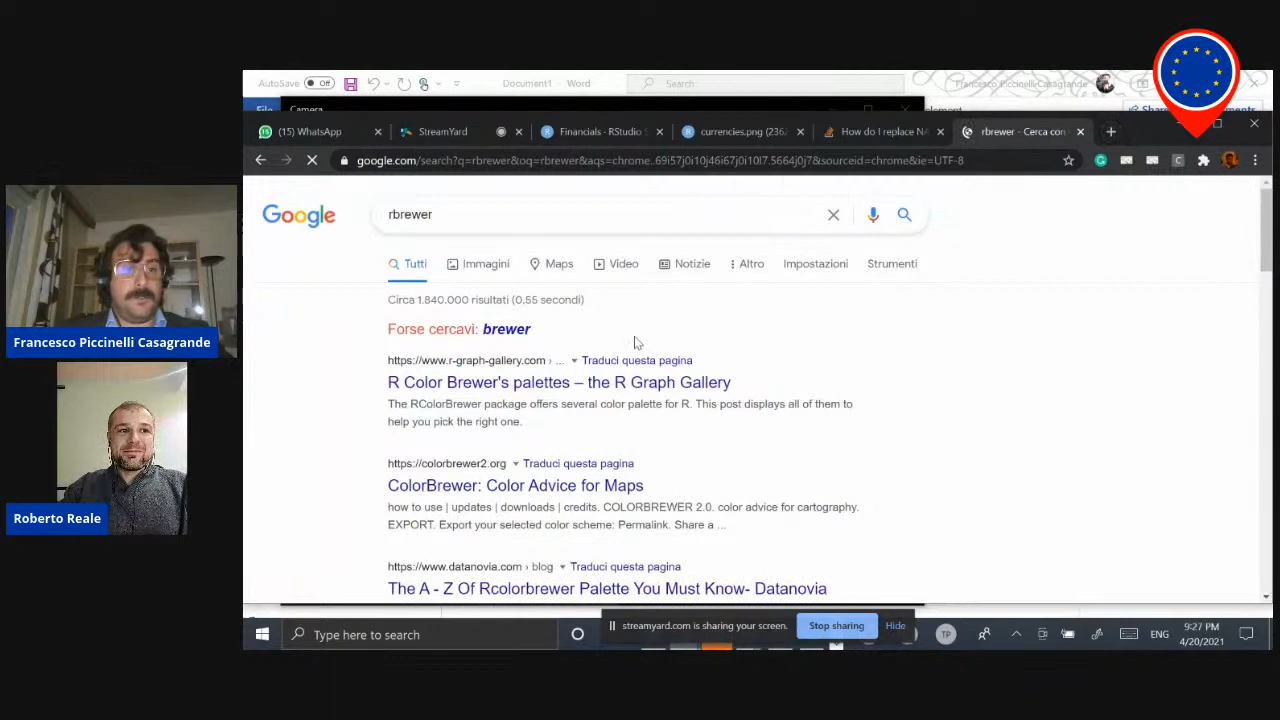 AutoSave
Off
Document1 - Word
Search
Francesco Piccinelli Casagrande
File
Camera
(15) WhatsApp
StreamYard
Financials - RStudio S
currencies.png (2362
How do I replace NA
rbrewer - Cerca con
google.com/search?q=rbrewer&oq=rbrewer&aqs=chrome..69i57j0i10j46i67j0i10l7.5664j0j7&sourceid=chrome&ie=UTF-8
Google
rbrewer
Tutti
Immagini
Maps
Video
Notizie
Altro
Impostazioni
Strumenti
Circa 1.840.000 risultati (0,55 secondi)
Forse cercavi: brewer
https://www.r-graph-gallery.com › ... Traduci questa pagina
R Color Brewer's palettes – the R Graph Gallery
The RColorBrewer package offers several color palette for R. This post displays all of them to
help you pick the right one.
https://colorbrewer2.org Traduci questa pagina
ColorBrewer: Color Advice for Maps
how to use | updates | downloads | credits. COLORBREWER 2.0. color advice for cartography.
EXPORT. Export your selected color scheme: Permalink. Share a ...
https://www.datanovia.com › blog Traduci questa pagina
The A - Z Of Rcolorbrewer Palette You Must Know- Datanovia
Francesco Piccinelli Casagrande
Roberto Reale
streamyard.com is sharing your screen.
Stop sharing
Hide
Type here to search
TP
ENG
9:27 PM
4/20/2021